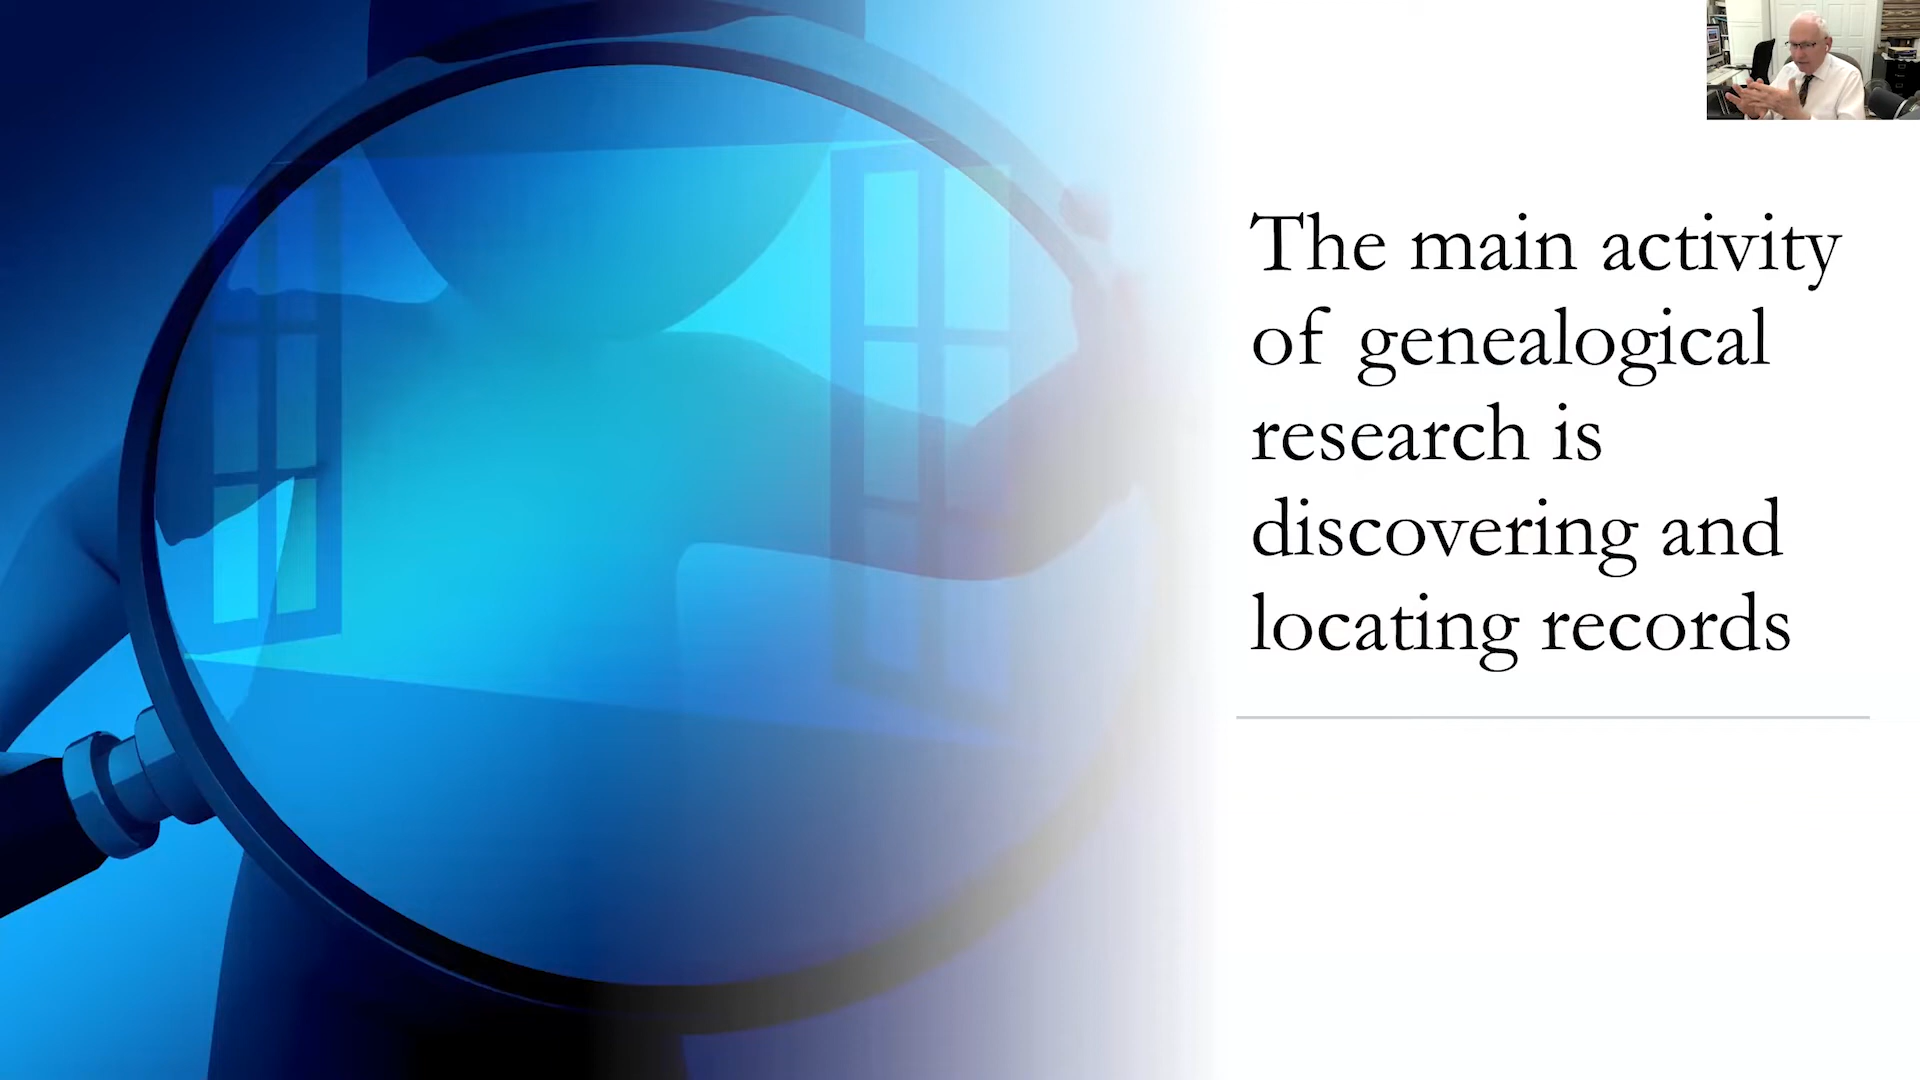 The main activity
of genealogical
research is
discovering and
locating records